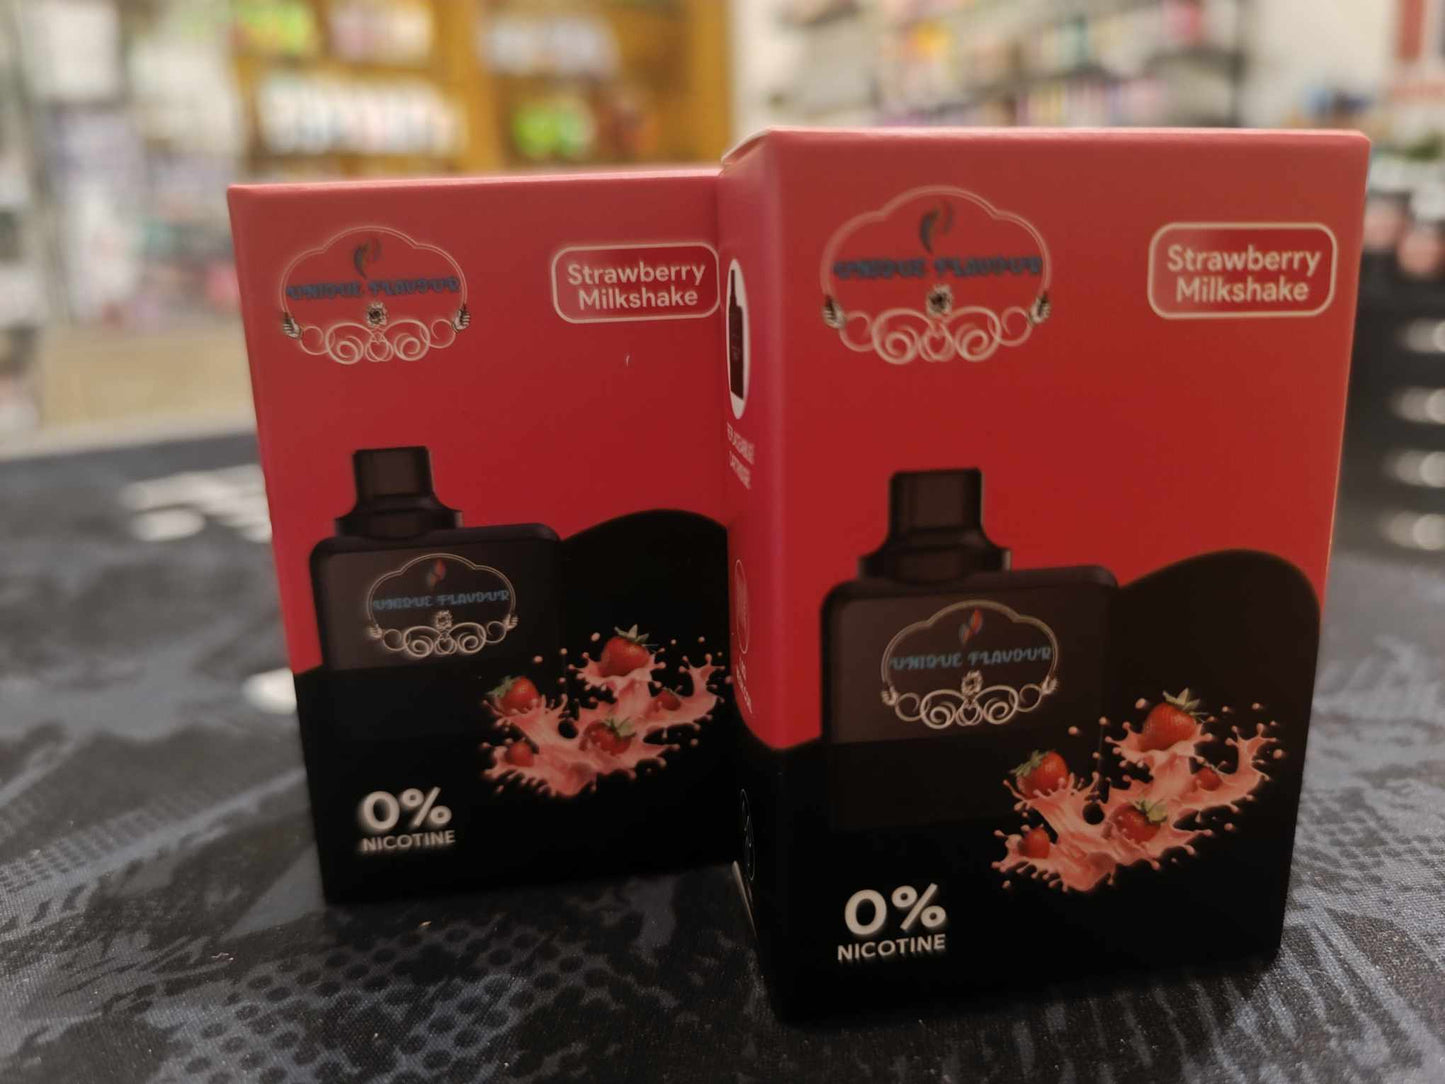 UNIQUE FLAVOUR
Strawberry
Milkshake
UNIQUE FLAVOUR
0%
NICOTINE
UNIQUE FLAVOUR
Strawberry
Milkshake
UNIQUE FLAVOUR
0%
NICOTINE